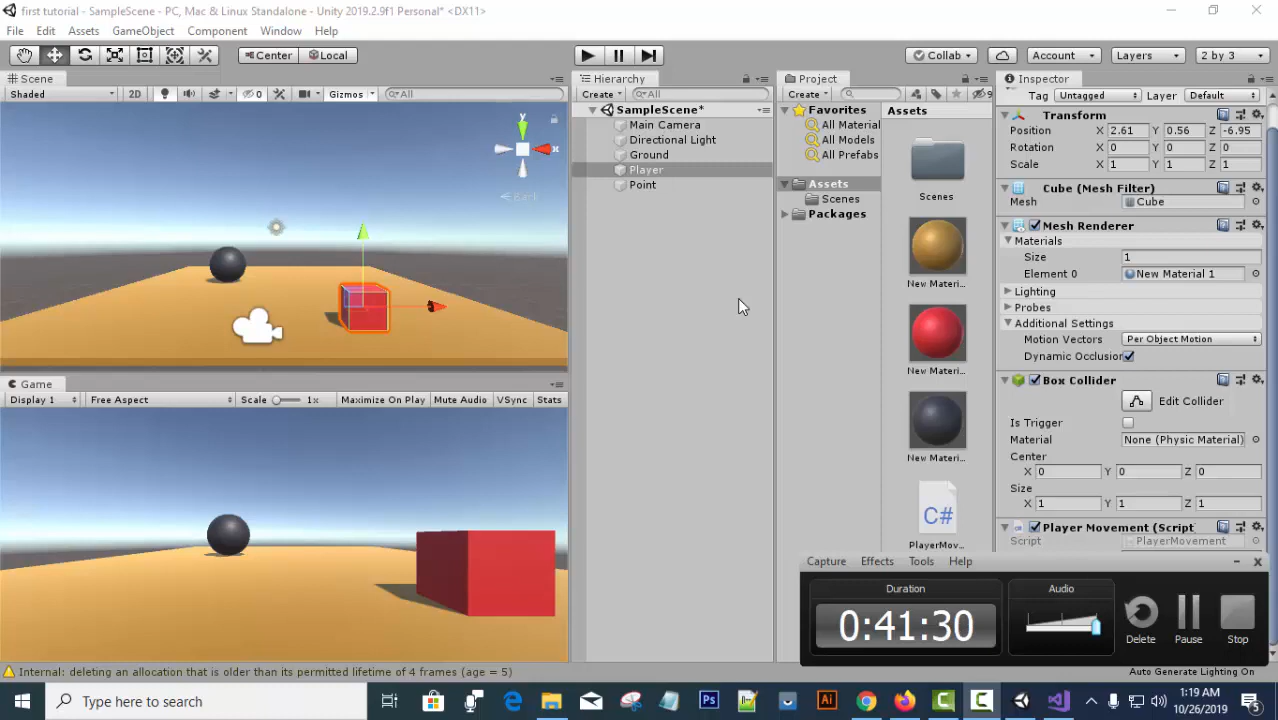 first tutorial - SampleScene - PC, Mac & Linux Standalone - Unity 2019.2.9f1 Personal* <DX11>
File Edit Assets GameObject Component Window Help
Center Local Collab Account Layers 2 by 3
Scene
Shaded 2D 0 Gizmos All
y
x
Back
Game
Display 1 Free Aspect Scale 1x Maximize On Play Mute Audio VSync Stats
Hierarchy
Create All
SampleScene*
Main Camera
Directional Light
Ground
Player
Point
Project
Create 9
Favorites
All Material
All Models
All Prefabs
Assets
Scenes
Packages
Assets
Scenes
New Materi...
New Materi...
New Materi...
C#
PlayerMov...
Inspector
Tag Untagged Layer Default
Transform
Position X 2.61 Y 0.56 Z -6.95
Rotation X 0 Y 0 Z 0
Scale X 1 Y 1 Z 1
Cube (Mesh Filter)
Mesh Cube
Mesh Renderer
Materials
Size 1
Element 0 New Material 1
Lighting
Probes
Additional Settings
Motion Vectors Per Object Motion
Dynamic Occlusion
Box Collider
Edit Collider
Is Trigger
Material None (Physic Material)
Center
X 0 Y 0 Z 0
Size
X 1 Y 1 Z 1
Player Movement (Script
Script PlayerMovement
Capture Effects Tools Help
Duration Audio
0:41:30
Delete Pause Stop
Internal: deleting an allocation that is older than its permitted lifetime of 4 frames (age = 5)
Auto Generate Lighting On
Type here to search
Ps
Ai
1:19 AM
10/26/2019
5